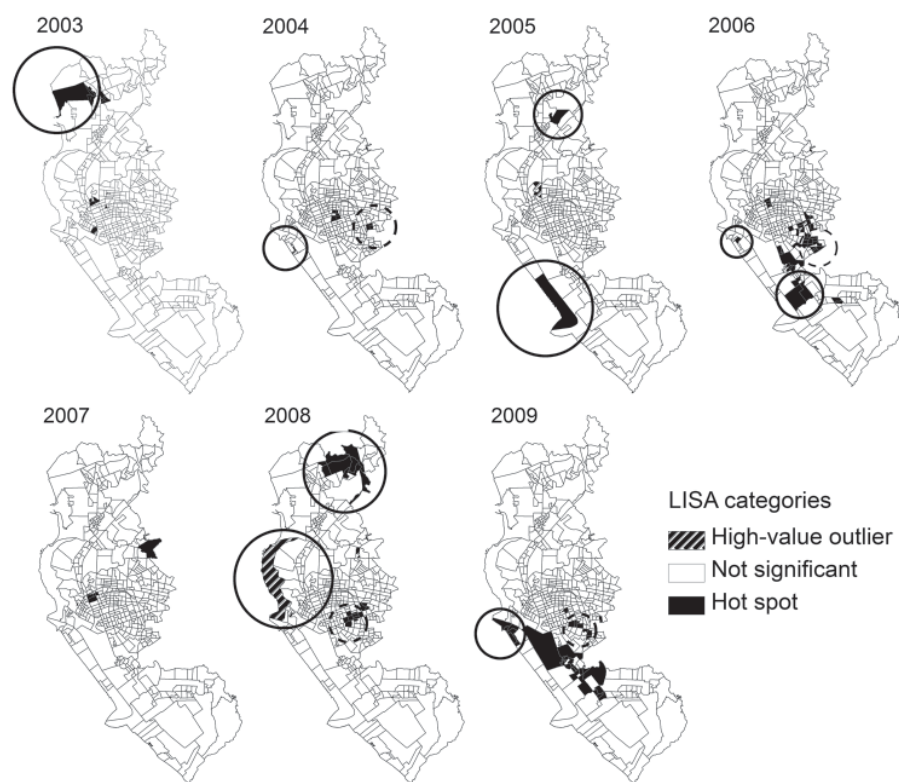 2003
2004
2005
2006
2007
2008
2009
LISA categories
High-value outlier
Not significant
Hot spot